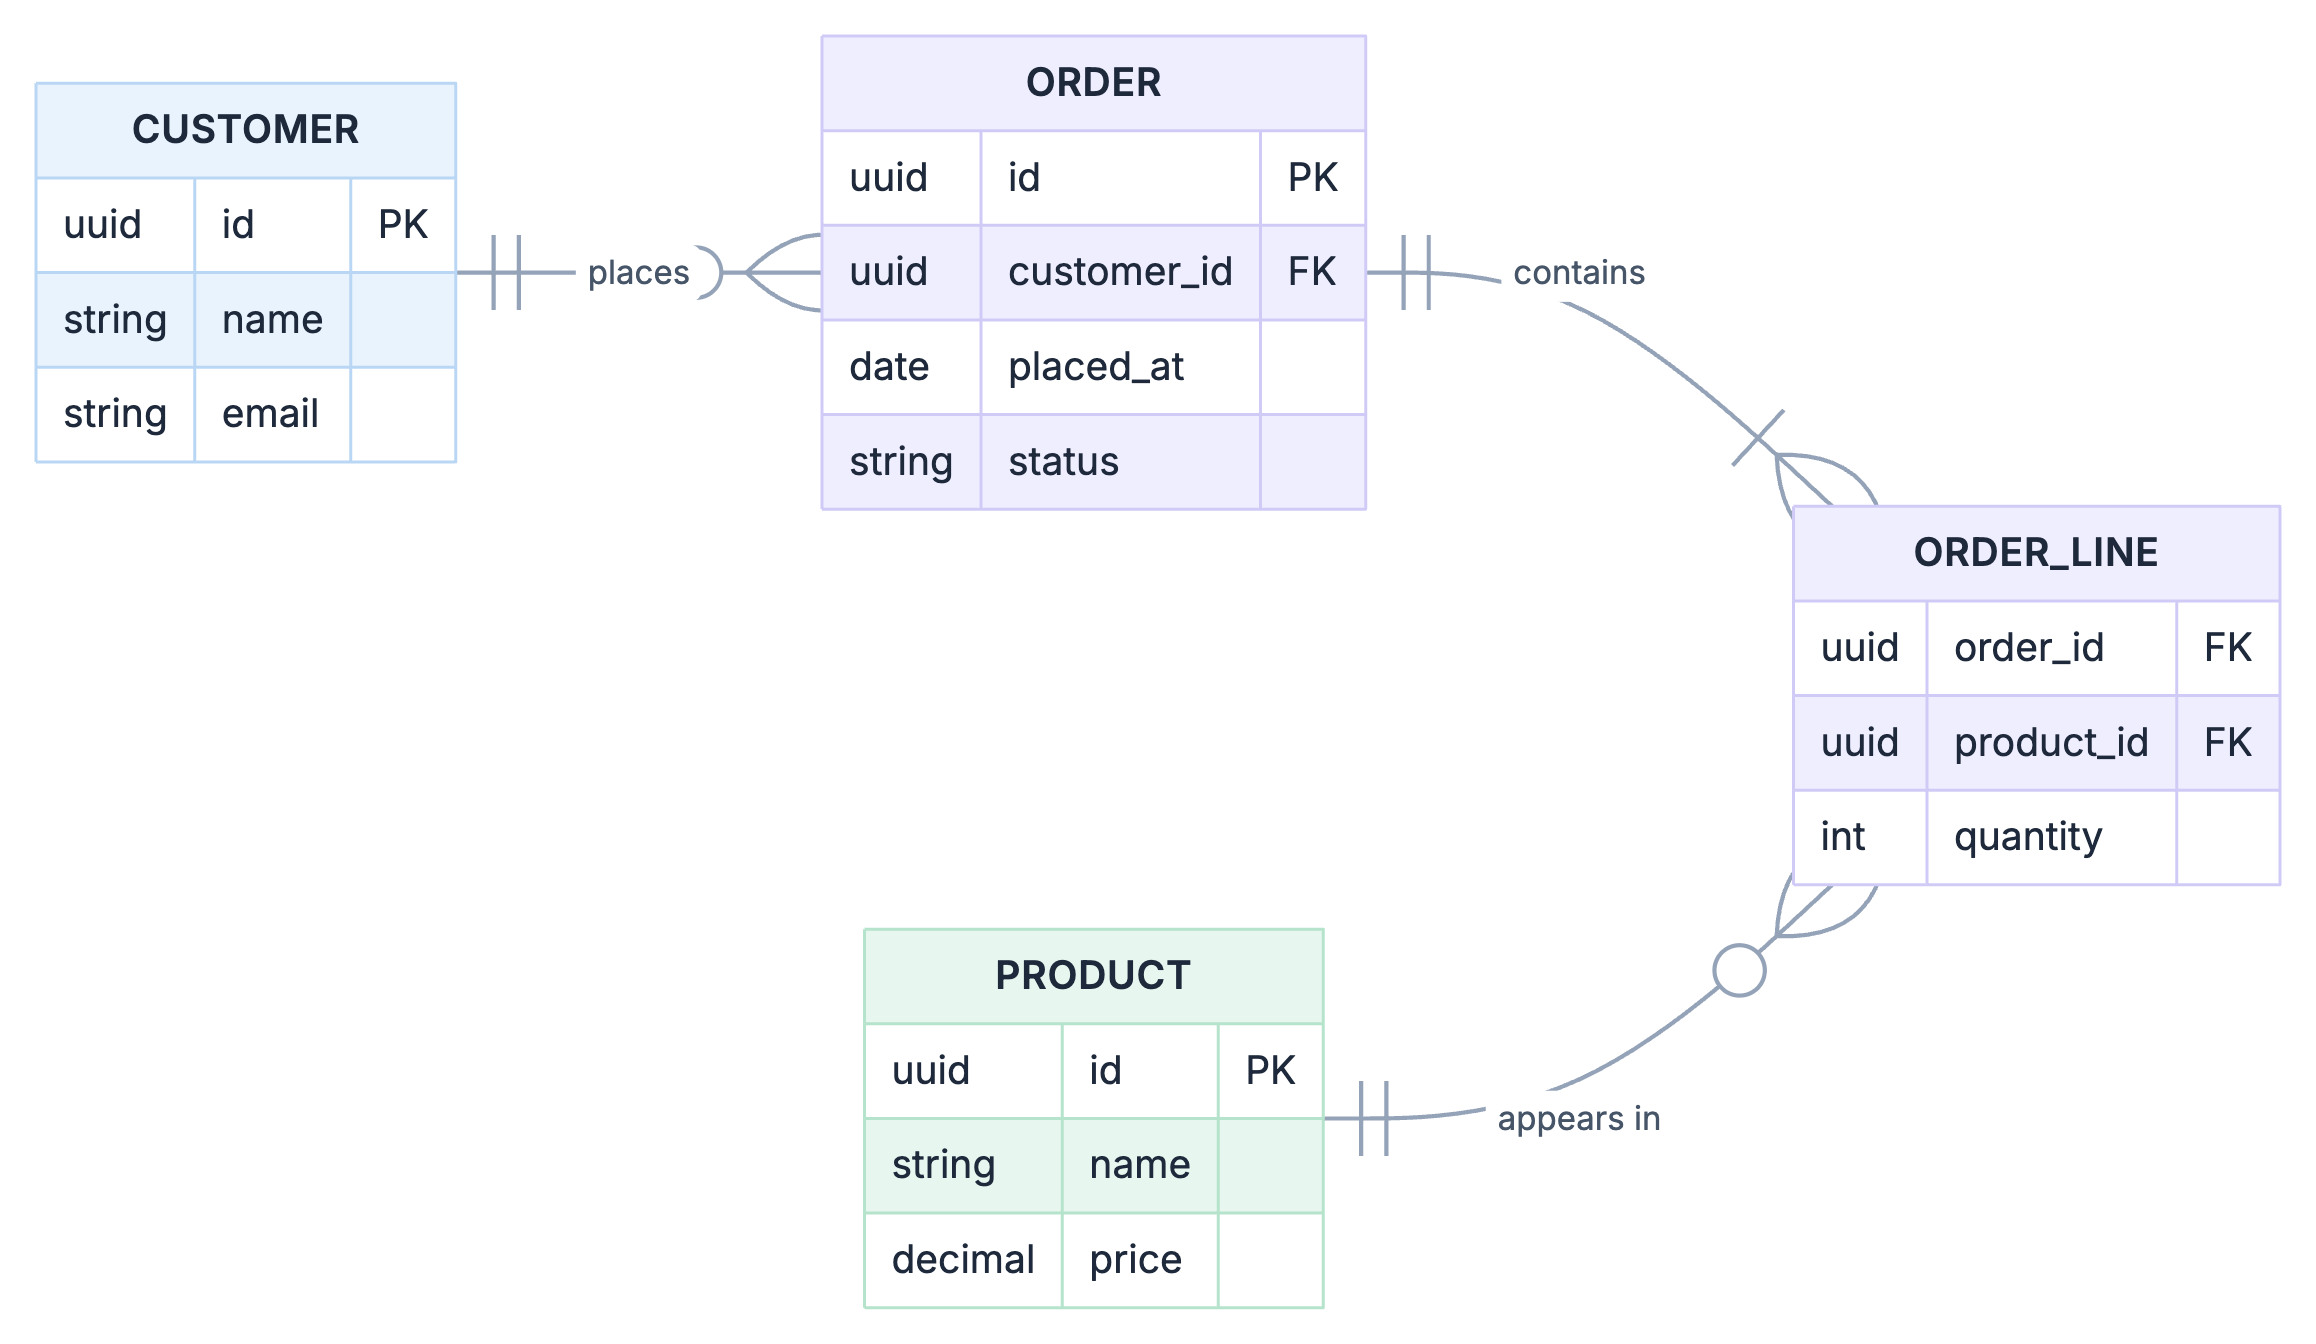 CUSTOMER
uuid id PK
string name
string email
places
ORDER
uuid id PK
uuid customer_id FK
date placed_at
string status
contains
ORDER_LINE
uuid order_id FK
uuid product_id FK
int quantity
PRODUCT
uuid id PK
string name
decimal price
appears in